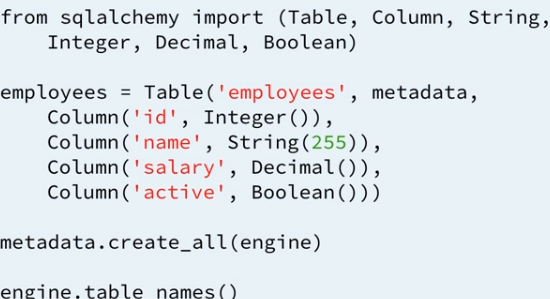 from sqlalchemy import (Table, Column, String,
    Integer, Decimal, Boolean)
employees = Table('employees', metadata,
    Column('id', Integer()),
    Column('name', String(255)),
    Column('salary', Decimal()),
    Column('active', Boolean()))
metadata.create_all(engine)
engine.table_names()